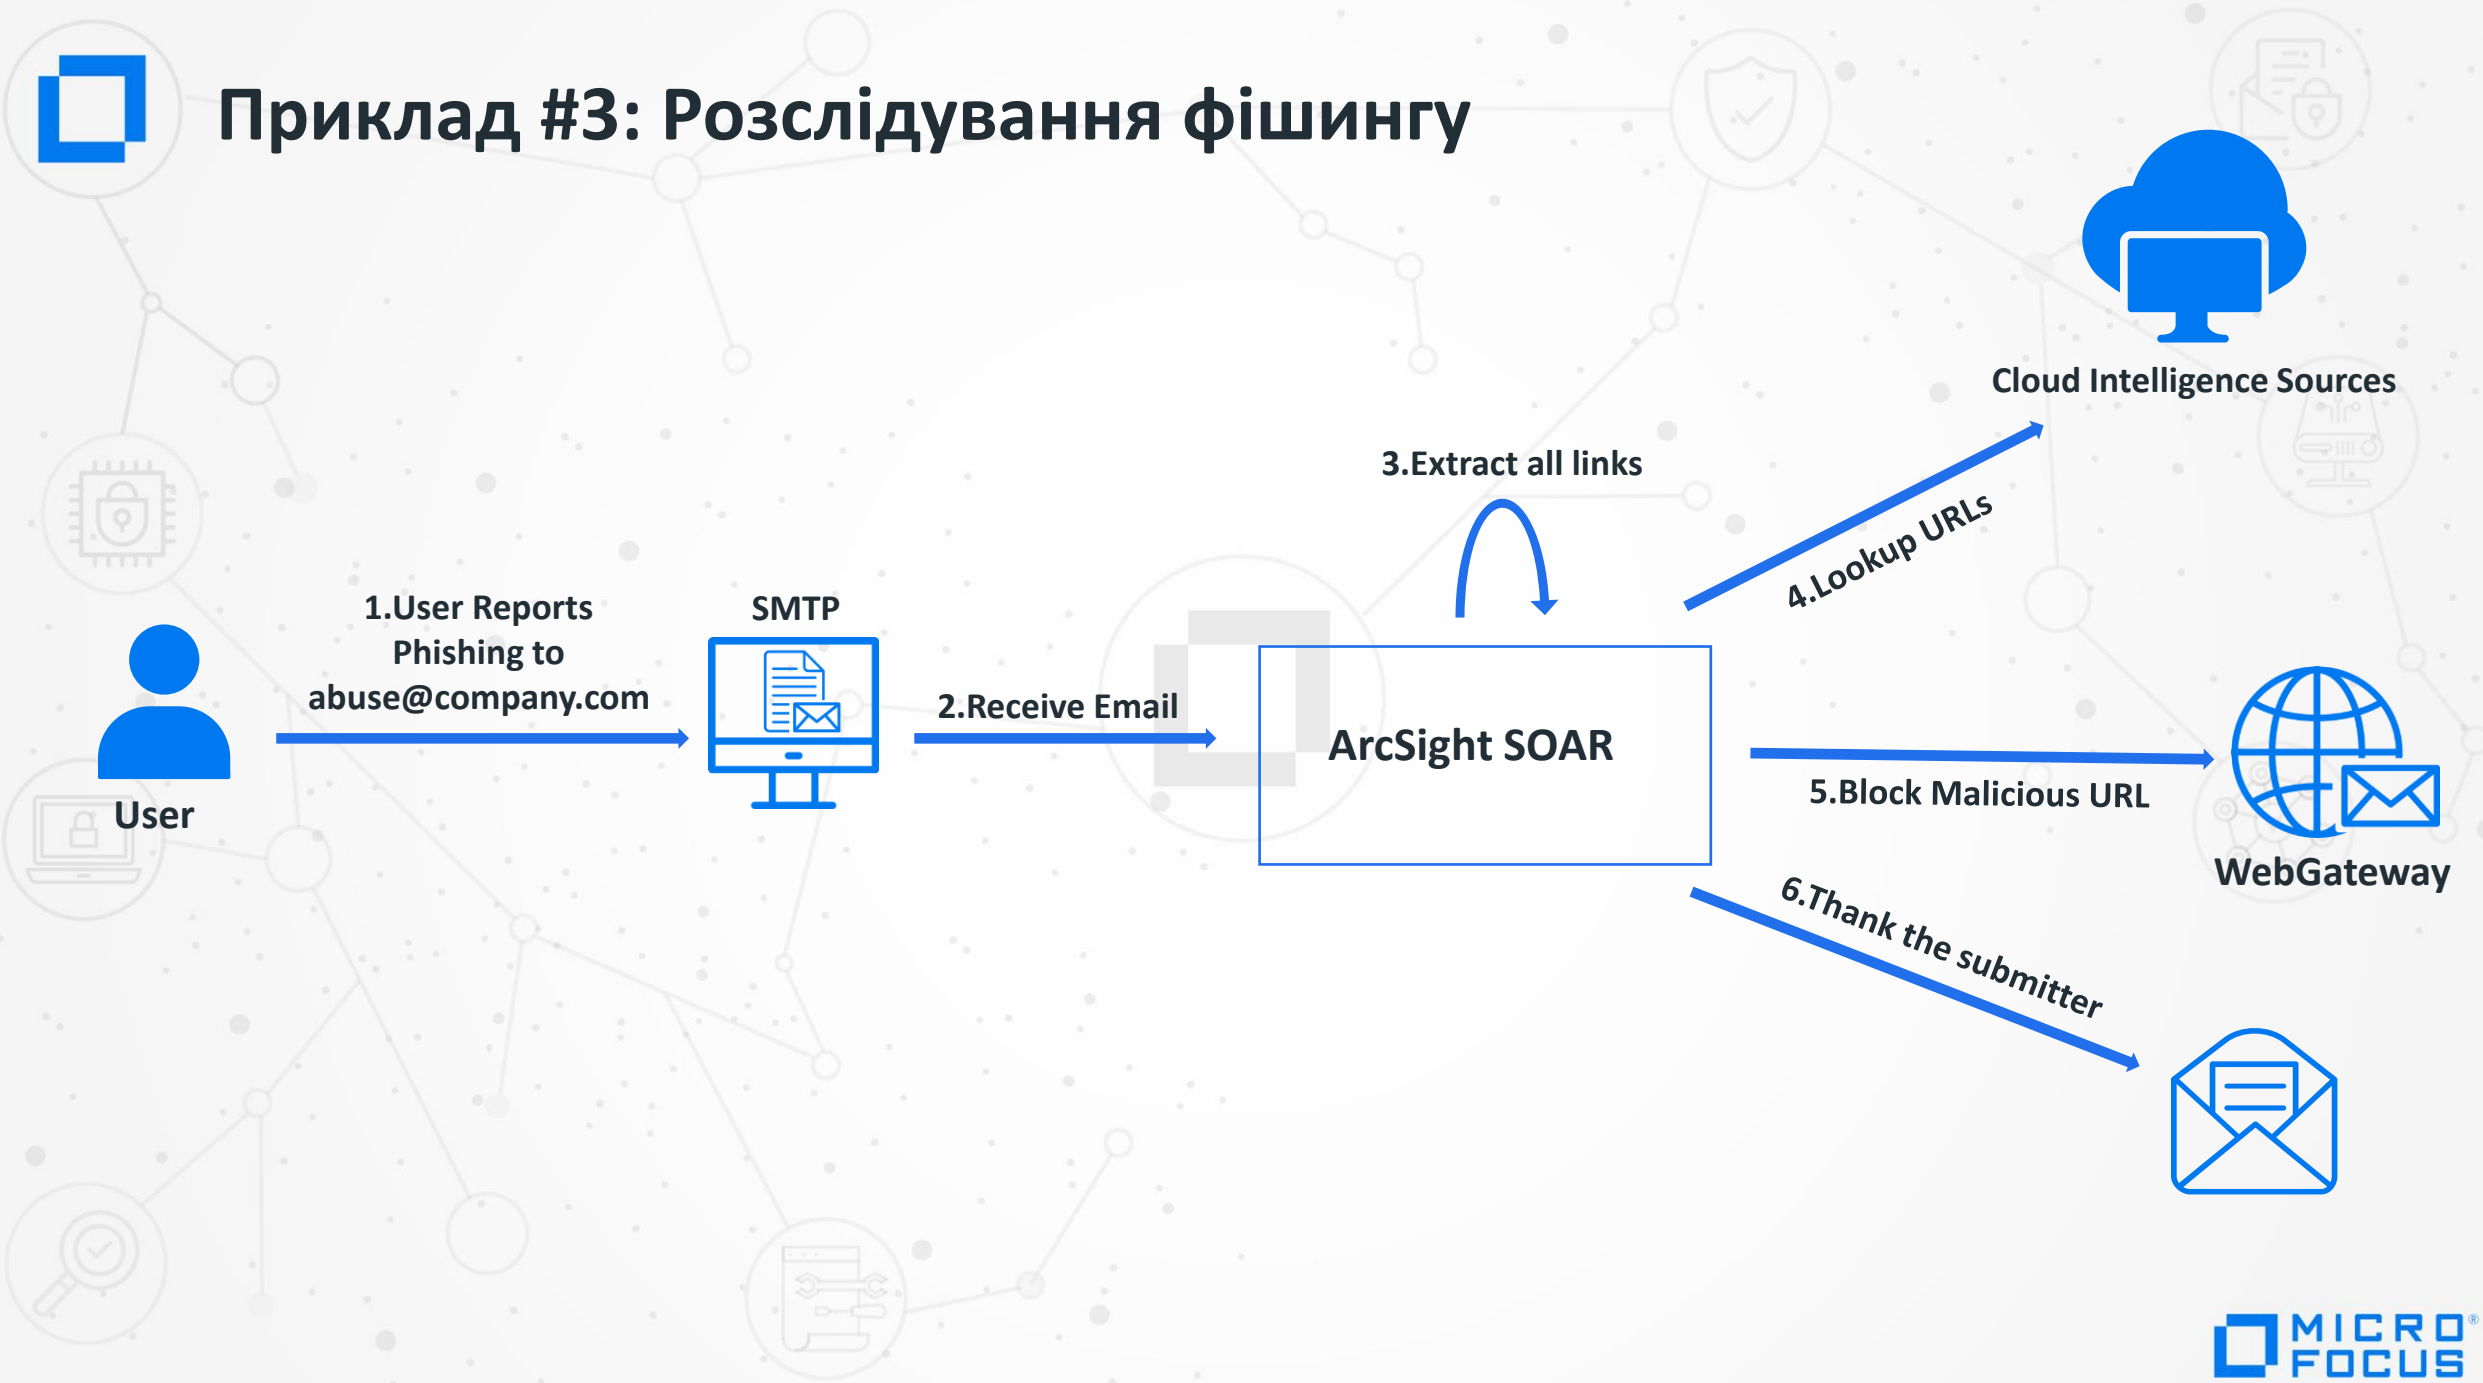 Приклад #3: Розслідування фішингу
Cloud Intelligence Sources
3.Extract all links
4.Lookup URLs
1.User Reports
Phishing to
abuse@company.com
SMTP
2.Receive Email
ArcSight SOAR
5.Block Malicious URL
User
WebGateway
6.Thank the submitter
MICRO®
FOCUS